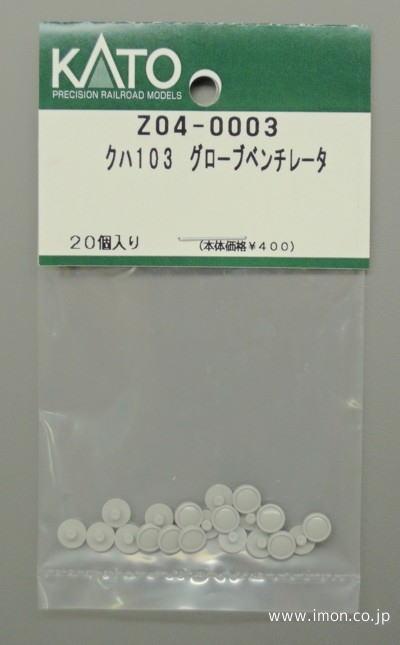 KATO
PRECISION RAILROAD MODELS
Z04-0003
クハ103 グローブベンチレータ
20個入り (本体価格¥400)
www.imon.co.jp